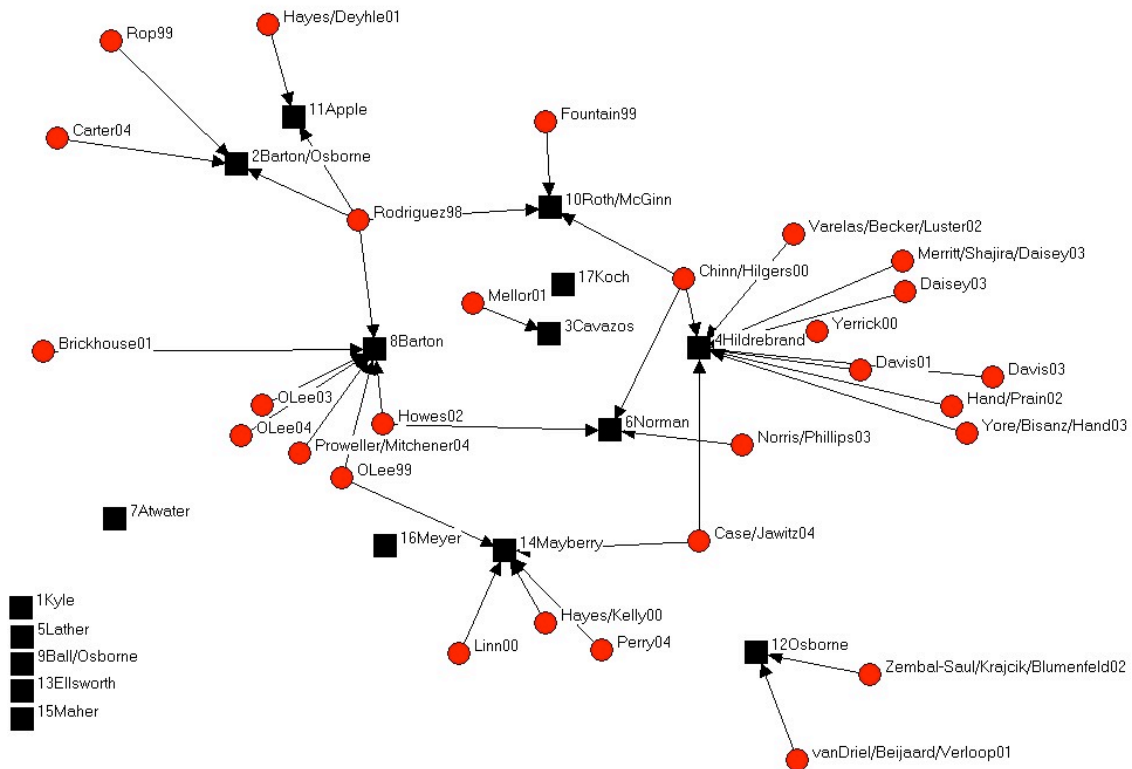 Hayes/Deyhle01
Rop99
11Apple
Fountain99
Carter04
2Barton/Osborne
10Roth/McGinn
Rodriguez98
Varelas/Becker/Luster02
Merritt/Shajira/Daisey03
Chinn/Hilgers00
17Koch
Daisey03
Mellor01
3Cavazos
Yerrick00
8Barton
4Hildrebrand
Brickhouse01
Davis01
Davis03
OLee03
Hand/Prain02
Howes02
6Norman
Yore/Bisanz/Hand03
OLee04
Proweller/Mitchener04
Norris/Phillips03
OLee99
7Atwater
16Meyer
14Mayberry
Case/Jawitz04
1Kyle
5Lather
9Ball/Osborne
13Ellsworth
15Maher
Hayes/Kelly00
Linn00
Perry04
12Osborne
Zembal-Saul/Krajcik/Blumenfeld02
vanDriel/Beijaard/Verloop01